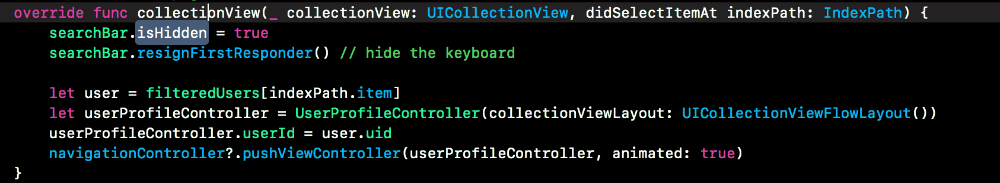 override func collectionView(_ collectionView: UICollectionView, didSelectItemAt indexPath: IndexPath) {
searchBar.isHidden = true
searchBar.resignFirstResponder() // hide the keyboard
let user = filteredUsers[indexPath.item]
let userProfileController = UserProfileController(collectionViewLayout: UICollectionViewFlowLayout())
userProfileController.userId = user.uid
navigationController?.pushViewController(userProfileController, animated: true)
}